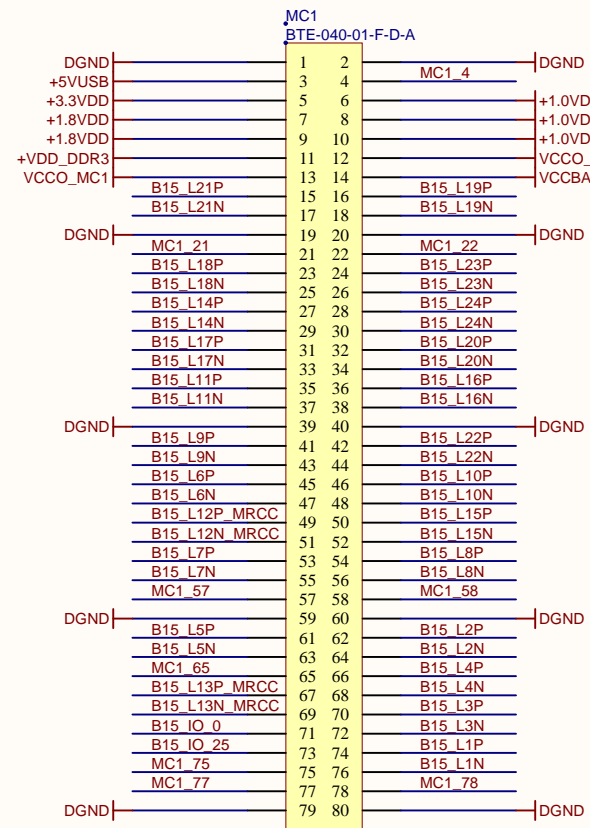 MC1
BTE-040-01-F-D-A
DGND 1 2 DGND
+5VUSB 3 4 MC1_4
+3.3VDD 5 6 +1.0VD
+1.8VDD 7 8 +1.0VD
+1.8VDD 9 10 +1.0VD
+VDD_DDR3 11 12 VCCO_
VCCO_MC1 13 14 VCCBA
B15_L21P 15 16 B15_L19P
B15_L21N 17 18 B15_L19N
DGND 19 20 DGND
MC1_21 21 22 MC1_22
B15_L18P 23 24 B15_L23P
B15_L18N 25 26 B15_L23N
B15_L14P 27 28 B15_L24P
B15_L14N 29 30 B15_L24N
B15_L17P 31 32 B15_L20P
B15_L17N 33 34 B15_L20N
B15_L11P 35 36 B15_L16P
B15_L11N 37 38 B15_L16N
DGND 39 40 DGND
B15_L9P 41 42 B15_L22P
B15_L9N 43 44 B15_L22N
B15_L6P 45 46 B15_L10P
B15_L6N 47 48 B15_L10N
B15_L12P_MRCC 49 50 B15_L15P
B15_L12N_MRCC 51 52 B15_L15N
B15_L7P 53 54 B15_L8P
B15_L7N 55 56 B15_L8N
MC1_57 57 58 MC1_58
DGND 59 60 DGND
B15_L5P 61 62 B15_L2P
B15_L5N 63 64 B15_L2N
MC1_65 65 66 B15_L4P
B15_L13P_MRCC 67 68 B15_L4N
B15_L13N_MRCC 69 70 B15_L3P
B15_IO_0 71 72 B15_L3N
B15_IO_25 73 74 B15_L1P
MC1_75 75 76 B15_L1N
MC1_77 77 78 MC1_78
DGND 79 80 DGND